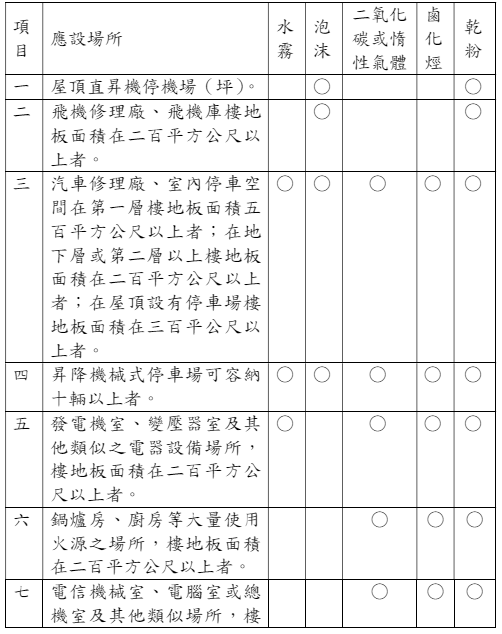 項目 應設場所 水霧 泡沫 二氧化碳或惰性氣體 鹵化烴 乾粉
一 屋頂直昇機停機場（坪）。 ○ ○
二 飛機修理廠、飛機庫樓地 ○ ○
板面積在二百平方公尺以
上者。
三 汽車修理廠、室內停車空 ○ ○ ○ ○ ○
間在第一層樓地板面積五
百平方公尺以上者；在地
下層或第二層以上樓地板
面積在二百平方公尺以上
者；在屋頂設有停車場樓
地板面積在三百平方公尺以
上者。
四 昇降機械式停車場可容納 ○ ○ ○ ○ ○
十輛以上者。
五 發電機室、變壓器室及其 ○ ○ ○ ○
他類似之電器設備場所，
樓地板面積在二百平方公
尺以上者。
六 鍋爐房、廚房等大量使用 ○ ○ ○
火源之場所，樓地板面積
在二百平方公尺以上者。
七 電信機械室、電腦室或總 ○ ○ ○
機室及其他類似場所，樓